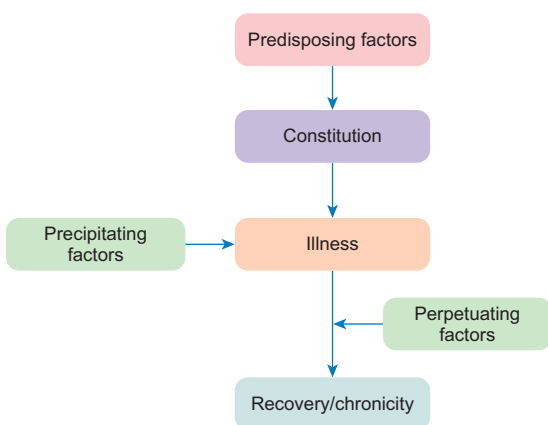 Predisposing factors
Constitution
Precipitating
factors
Illness
Perpetuating
factors
Recovery/chronicity